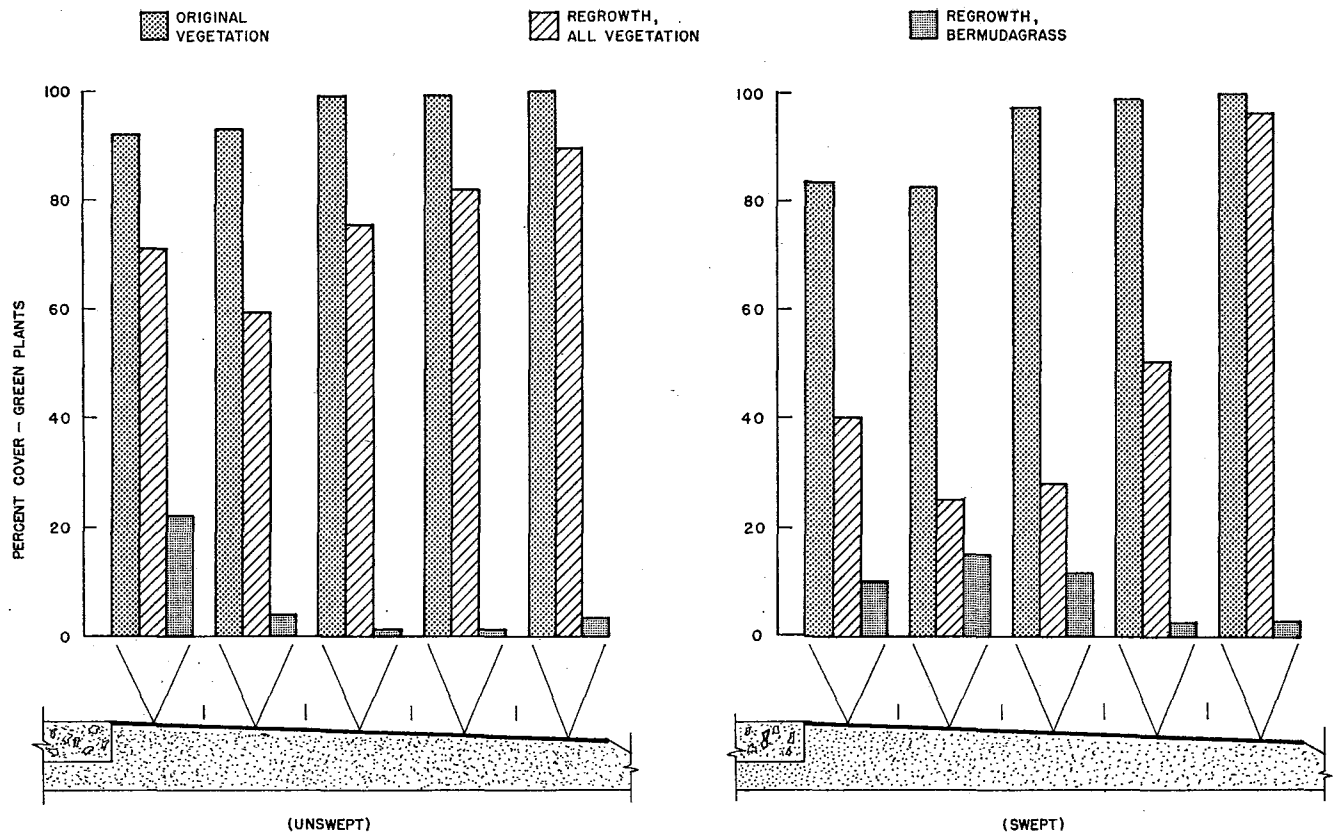 ORIGINAL
VEGETATION
REGROWTH,
ALL VEGETATION
REGROWTH,
BERMUDAGRASS
PERCENT COVER — GREEN PLANTS
100
80
60
40
20
0
100
80
60
40
20
0
(UNSWEPT)
(SWEPT)